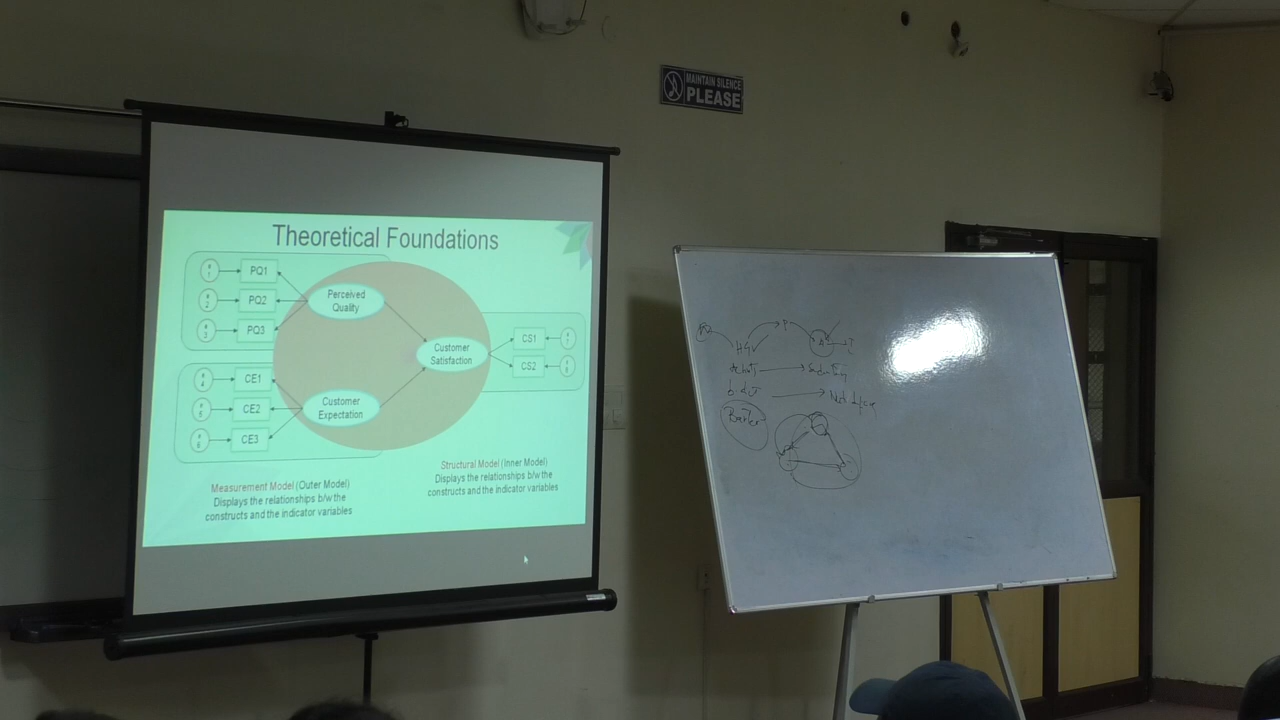 MAINTAIN SILENCE
PLEASE
Theoretical Foundations
PQ1
PQ2
PQ3
Perceived
Quality
Customer
Satisfaction
CS1
CS2
CE1
CE2
CE3
Customer
Expectation
Measurement Model (Outer Model)
Displays the relationships b/w the
constructs and the indicator variables
Structural Model (Inner Model)
Displays the relationships b/w the
constructs and the indicator variables